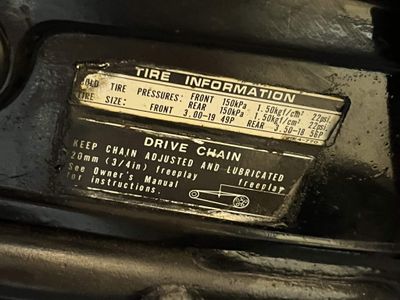 TIRE INFORMATION
COLD TIRE PRESSURES: FRONT 150kPa 1.50kgf/cm² 22psi,
REAR 150kPa 1.50kgf/cm² 22psi.
TIRE SIZE: FRONT 3.00-19 49P REAR 3.50-18 56P
DRIVE CHAIN
KEEP CHAIN ADJUSTED AND LUBRICATED
20mm (3/4in) freeplay
See Owner's Manual
for instructions.
freeplay